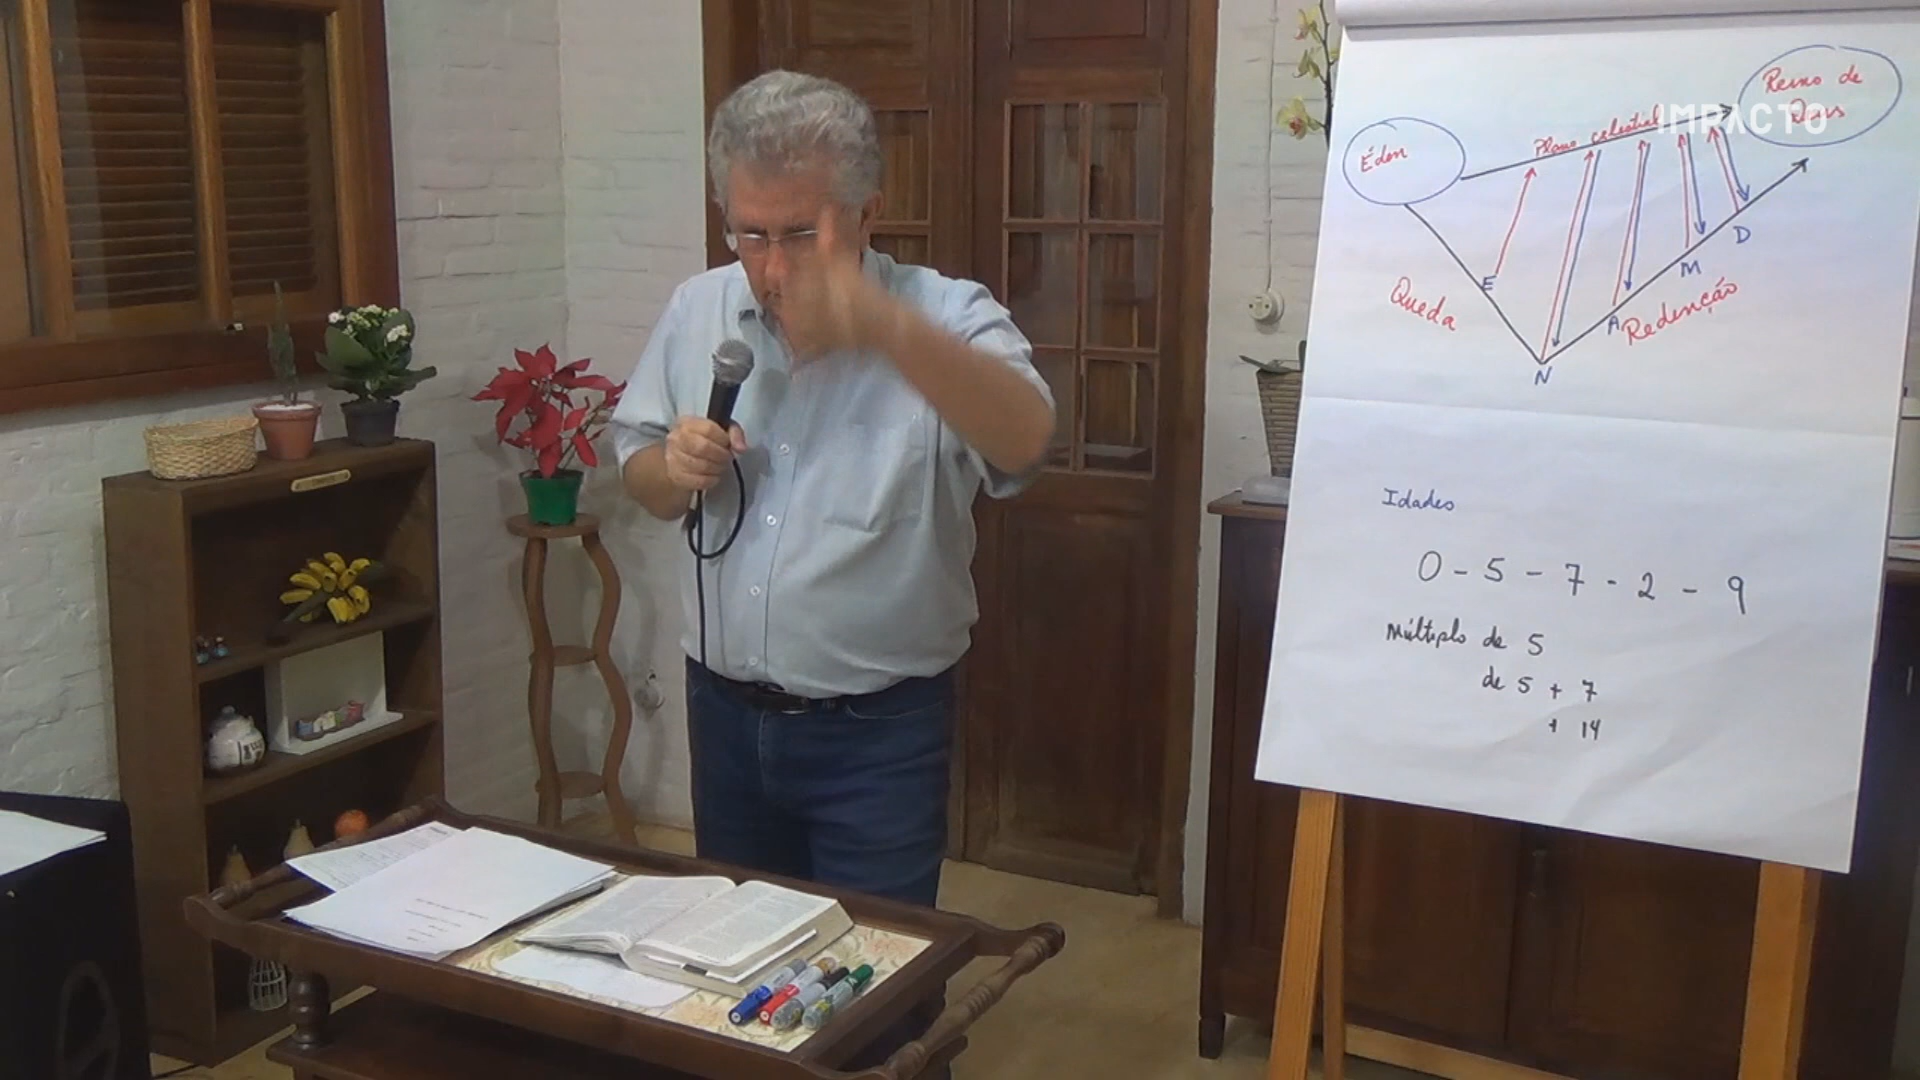 IMPACTO
Reino de
Deus
Éden
Plano celestial
E
Queda
N
A
M
D
Redenção
Idades
0 - 5 - 7 - 2 - 9
Múltiplo de 5
de 5 + 7
+ 14